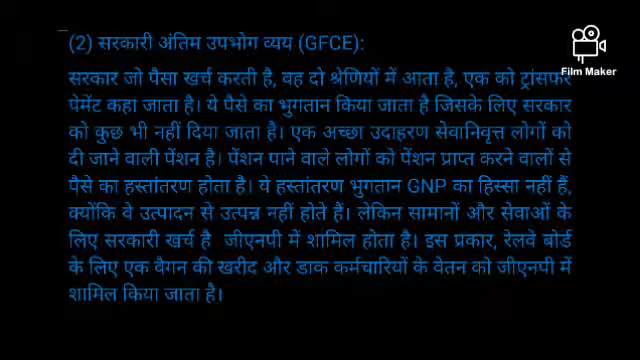 (2) सरकारी अंतिम उपभोग व्यय (GFCE):
सरकार जो पैसा खर्च करती है, वह दो श्रेणियों में आता है, एक को ट्रांसफर
पेमेंट कहा जाता है। ये पैसे का भुगतान किया जाता है जिसके लिए सरकार
को कुछ भी नहीं दिया जाता है। एक अच्छा उदाहरण सेवानिवृत्त लोगों को
दी जाने वाली पेंशन है। पेंशन पाने वाले लोगों को पेंशन प्राप्त करने वालों से
पैसे का हस्तांतरण होता है। ये हस्तांतरण भुगतान GNP का हिस्सा नहीं हैं,
क्योंकि वे उत्पादन से उत्पन्न नहीं होते हैं। लेकिन सामानों और सेवाओं के
लिए सरकारी खर्च है जीएनपी में शामिल होता है। इस प्रकार, रेलवे बोर्ड
के लिए एक वैगन की खरीद और डाक कर्मचारियों के वेतन को जीएनपी में
शामिल किया जाता है।
Film Maker